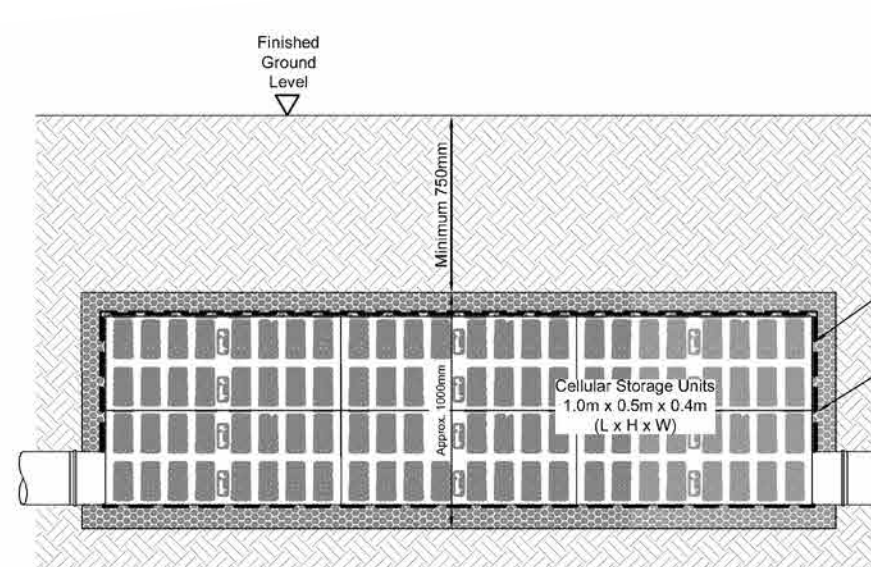 Finished
Ground
Level
Minimum 750mm
Approx. 1000mm
Cellular Storage Units
1.0m x 0.5m x 0.4m
(L x H x W)